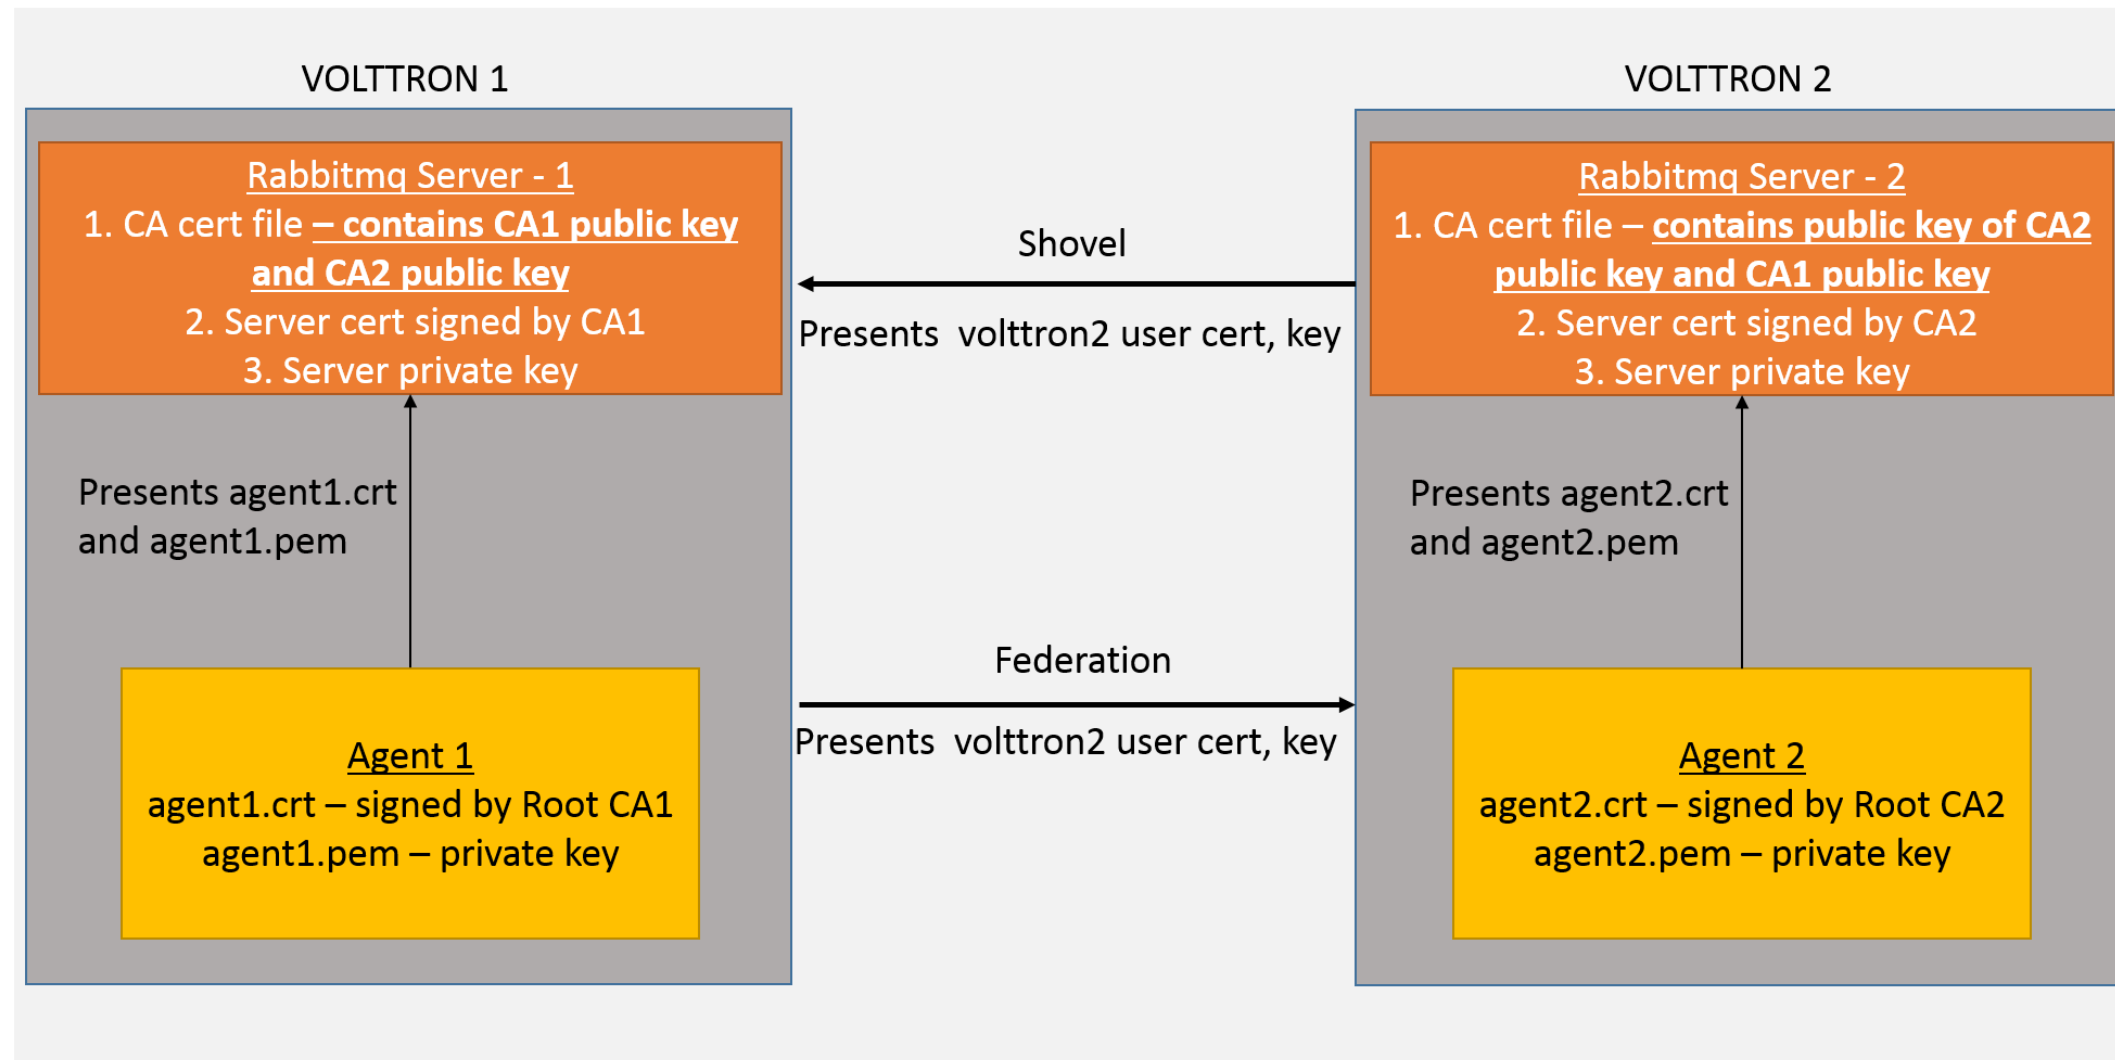 VOLTTRON 1
Rabbitmq Server - 1
1. CA cert file – contains CA1 public key
and CA2 public key
2. Server cert signed by CA1
3. Server private key
Presents agent1.crt
and agent1.pem
Agent 1
agent1.crt – signed by Root CA1
agent1.pem – private key
Shovel
Presents  volttron2 user cert, key
Federation
Presents  volttron2 user cert, key
VOLTTRON 2
Rabbitmq Server - 2
1. CA cert file – contains public key of CA2
public key and CA1 public key
2. Server cert signed by CA2
3. Server private key
Presents agent2.crt
and agent2.pem
Agent 2
agent2.crt – signed by Root CA2
agent2.pem – private key